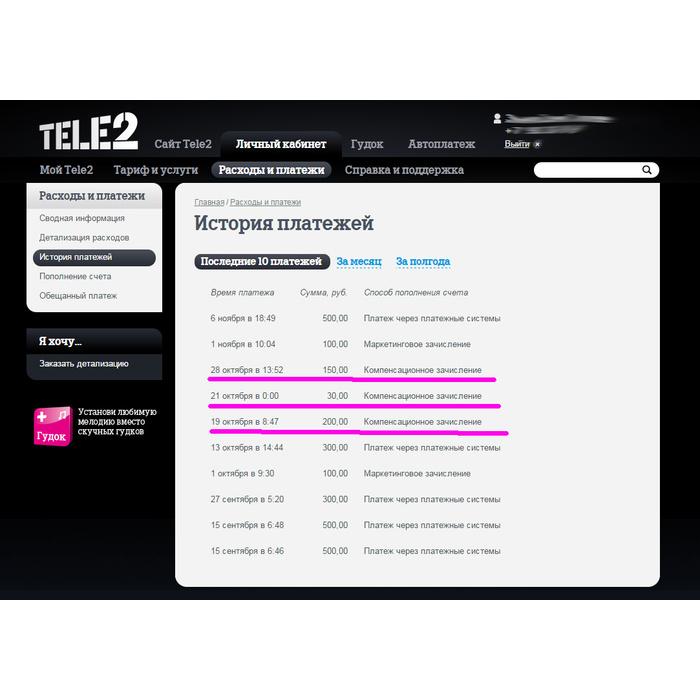 TELE2
Сайт Tele2 Личный кабинет Гудок Автоплатеж Выйти
Мой Tele2 Тариф и услуги Расходы и платежи Справка и поддержка
Расходы и платежи
Сводная информация
Детализация расходов
История платежей
Пополнение счета
Обещанный платеж
Я хочу...
Заказать детализацию
Гудок
Установи любимую
мелодию вместо
скучных гудков
Главная / Расходы и платежи
История платежей
Последние 10 платежей За месяц За полгода
Время платежа Сумма, руб. Способ пополнения счета
6 ноября в 18:49 500,00 Платеж через платежные системы
1 ноября в 10:04 100,00 Маркетинговое зачисление
28 октября в 13:52 150,00 Компенсационное зачисление
21 октября в 0:00 30,00 Компенсационное зачисление
19 октября в 8:47 200,00 Компенсационное зачисление
13 октября в 14:44 300,00 Платеж через платежные системы
1 октября в 9:30 100,00 Маркетинговое зачисление
27 сентября в 5:20 300,00 Платеж через платежные системы
15 сентября в 6:48 500,00 Платеж через платежные системы
15 сентября в 6:46 500,00 Платеж через платежные системы